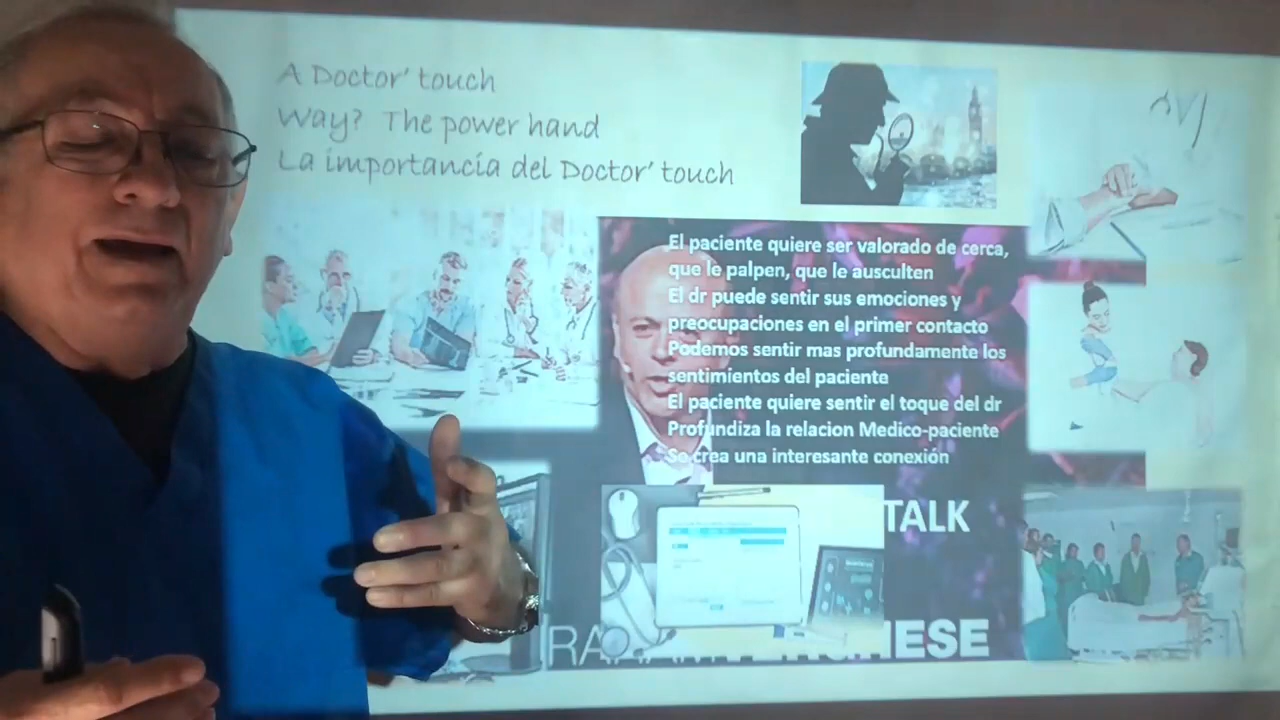 A Doctor' touch
Way? The power hand
La importancia del Doctor' touch
El paciente quiere ser valorado de cerca,
que le palpen, que le ausculten
El dr puede sentir sus emociones y
preocupaciones en el primer contacto
Podemos sentir mas profundamente los
sentimientos del paciente
El paciente quiere sentir el toque del dr
Profundiza la relacion Medico-paciente
Se crea una interesante conexión
TALK